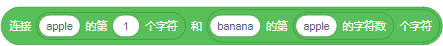 连接 apple 的第 1 个字符 和 banana 的第 apple 的字符数 个字符